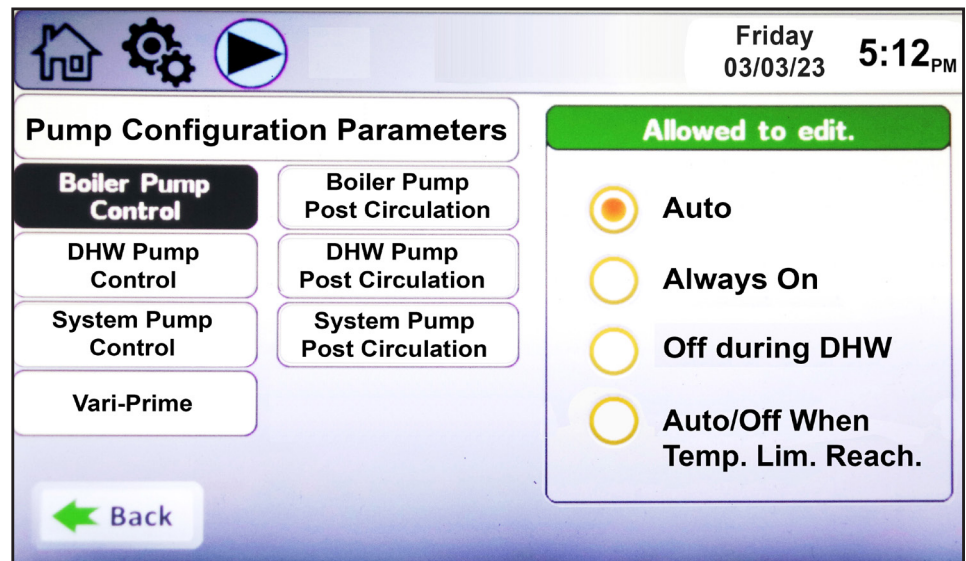 Friday
03/03/23
5:12PM
Pump Configuration Parameters
Boiler Pump
Control
Boiler Pump
Post Circulation
DHW Pump
Control
DHW Pump
Post Circulation
System Pump
Control
System Pump
Post Circulation
Vari-Prime
Back
Allowed to edit.
Auto
Always On
Off during DHW
Auto/Off When
Temp. Lim. Reach.